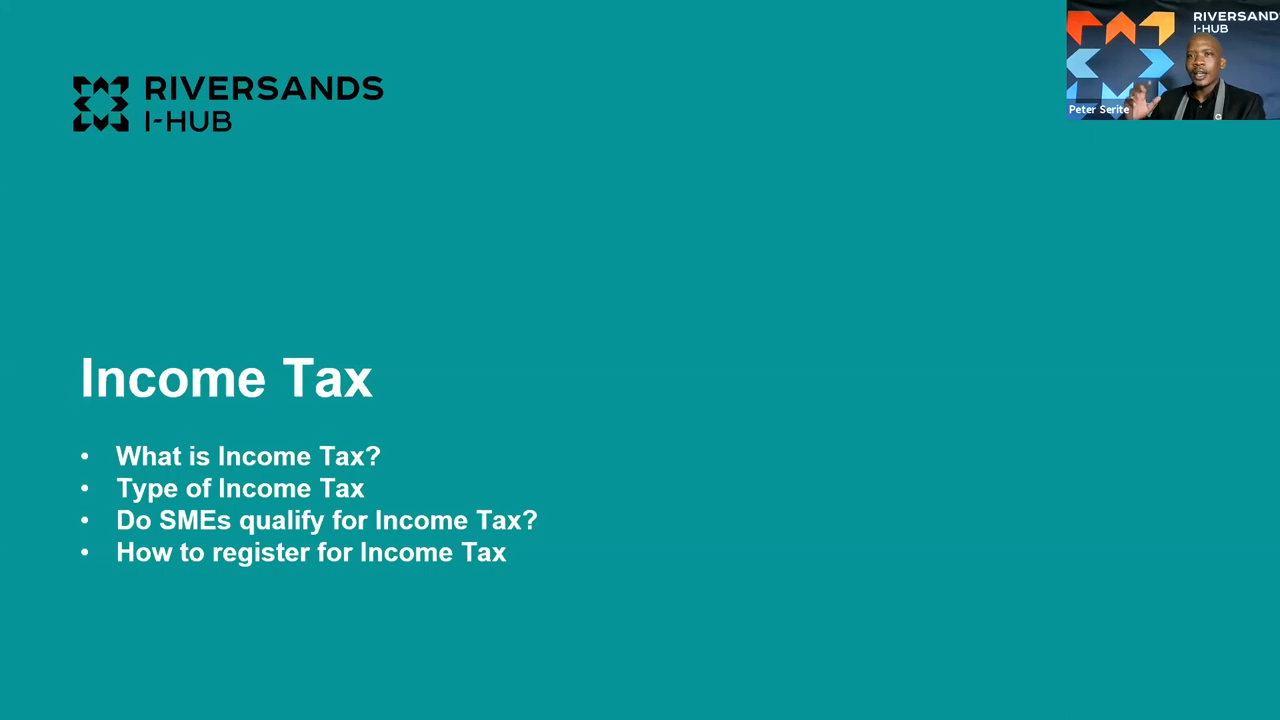 RIVERSANDS
I-HUB
RIVERSAND
I-HUB
Peter Serite
Income Tax
• What is Income Tax?
• Type of Income Tax
• Do SMEs qualify for Income Tax?
• How to register for Income Tax